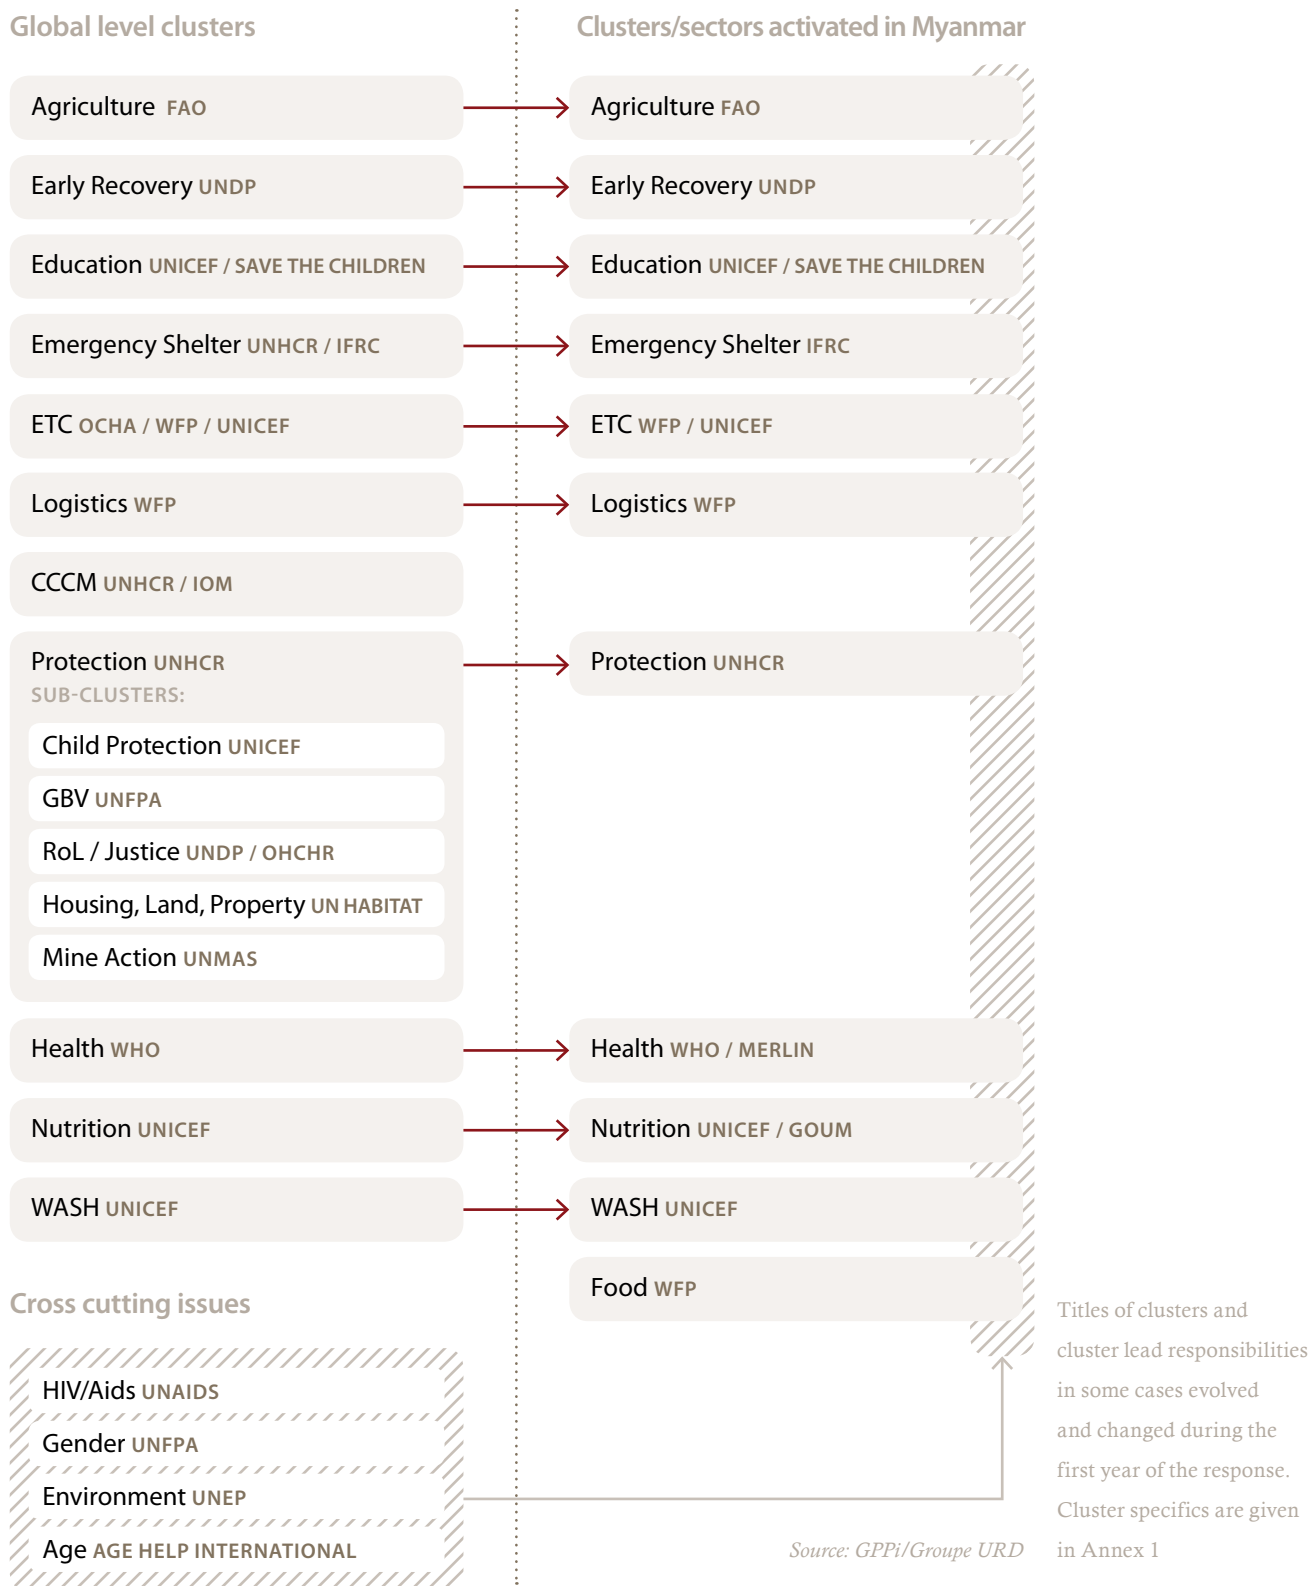 Global level clusters
Clusters/sectors activated in Myanmar
Agriculture FAO
Agriculture FAO
Early Recovery UNDP
Early Recovery UNDP
Education UNICEF / SAVE THE CHILDREN
Education UNICEF / SAVE THE CHILDREN
Emergency Shelter UNHCR / IFRC
Emergency Shelter IFRC
ETC OCHA / WFP / UNICEF
ETC WFP / UNICEF
Logistics WFP
Logistics WFP
CCCM UNHCR / IOM
Protection UNHCR
Protection UNHCR
SUB-CLUSTERS:
Child Protection UNICEF
GBV UNFPA
RoL / Justice UNDP / OHCHR
Housing, Land, Property UN HABITAT
Mine Action UNMAS
Health WHO
Health WHO / MERLIN
Nutrition UNICEF
Nutrition UNICEF / GOUM
WASH UNICEF
WASH UNICEF
Food WFP
Cross cutting issues
HIV/Aids UNAIDS
Gender UNFPA
Environment UNEP
Age AGE HELP INTERNATIONAL
Source: GPPi/Groupe URD
Titles of clusters and
cluster lead responsibilities
in some cases evolved
and changed during the
first year of the response.
Cluster specifics are given
in Annex 1